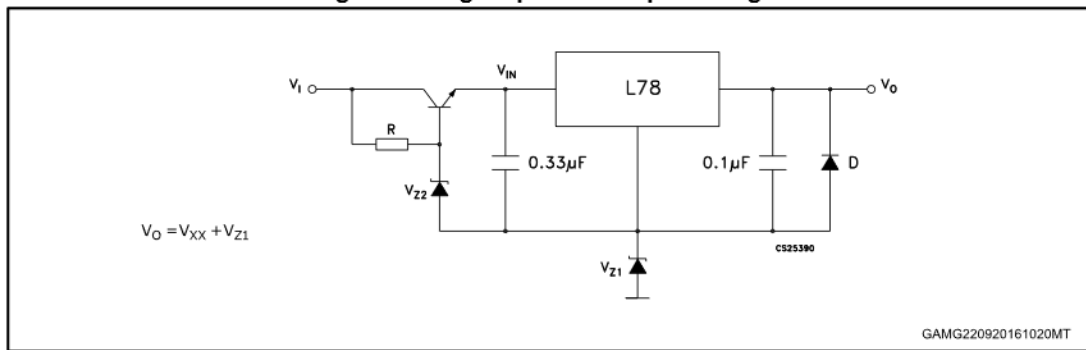 V_IN
L78
V_I
V_O
R
0.33µF
0.1µF
D
V_Z2
V_O = V_XX + V_Z1
CS25390
V_Z1
GAMG220920161020MT